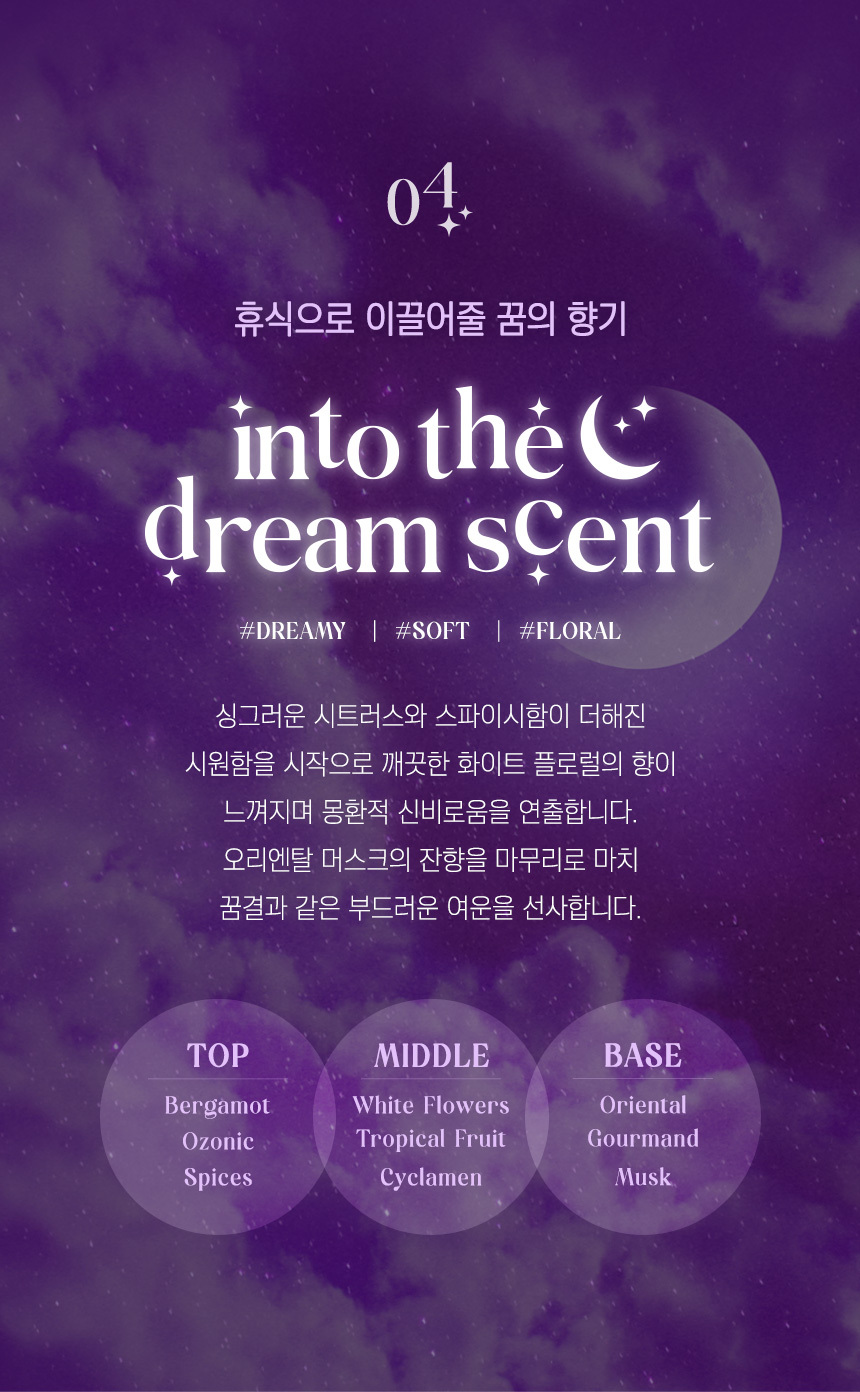 04
휴식으로 이끌어줄 꿈의 향기
into the
dream scent
#DREAMY | #SOFT | #FLORAL
싱그러운 시트러스와 스파이시함이 더해진
시원함을 시작으로 깨끗한 화이트 플로럴의 향이
느껴지며 몽환적 신비로움을 연출합니다.
오리엔탈 머스크의 잔향을 마무리로 마치
꿈결과 같은 부드러운 여운을 선사합니다.
TOP
Bergamot
Ozonic
Spices
MIDDLE
White Flowers
Tropical Fruit
Cyclamen
BASE
Oriental
Gourmand
Musk